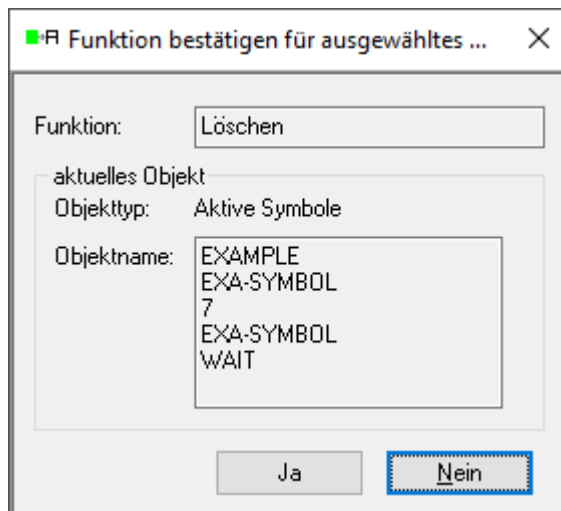 Funktion bestätigen für ausgewähltes ...
Funktion: Löschen
aktuelles Objekt
Objekttyp: Aktive Symbole
Objektname: EXAMPLE
EXA-SYMBOL
7
EXA-SYMBOL
WAIT
Ja Nein